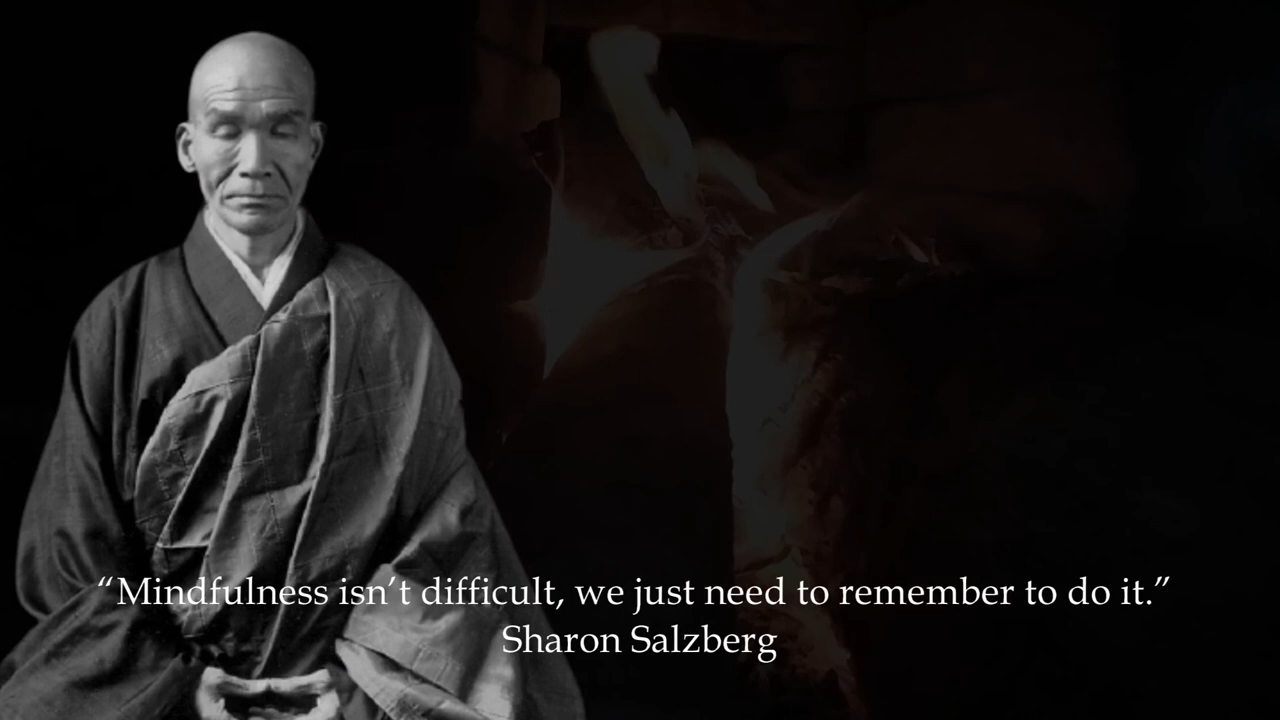 “Mindfulness isn’t difficult, we just need to remember to do it.”
Sharon Salzberg